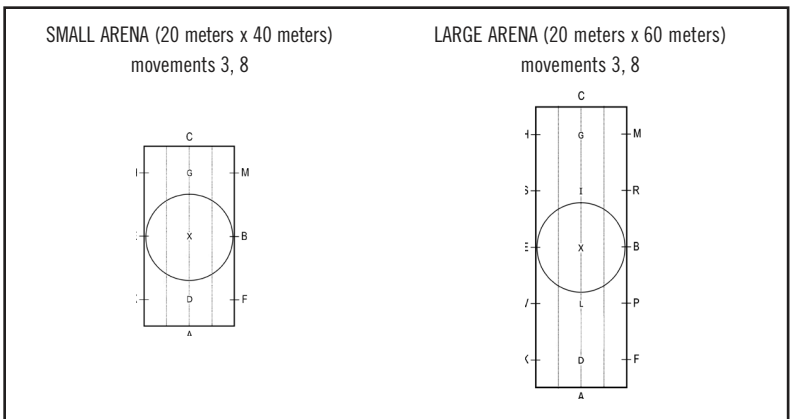 SMALL ARENA (20 meters x 40 meters)
movements 3, 8
C
G
M
X
B
D
F
A
LARGE ARENA (20 meters x 60 meters)
movements 3, 8
C
H
G
M
S
I
R
E
X
B
V
L
P
K
D
F
A